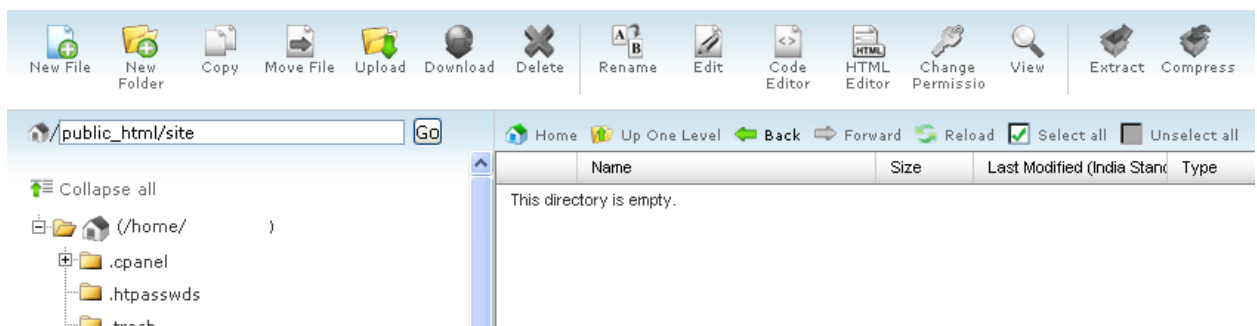 New File New Folder Copy Move File Upload Download Delete Rename Edit Code Editor HTML Editor Change Permissio View Extract Compress
/public_html/site Go
Home Up One Level Back Forward Reload Select all Unselect all
Name Size Last Modified (India Stand Type
Collapse all
This directory is empty.
(/home/ )
.cpanel
.htpasswds
.trash